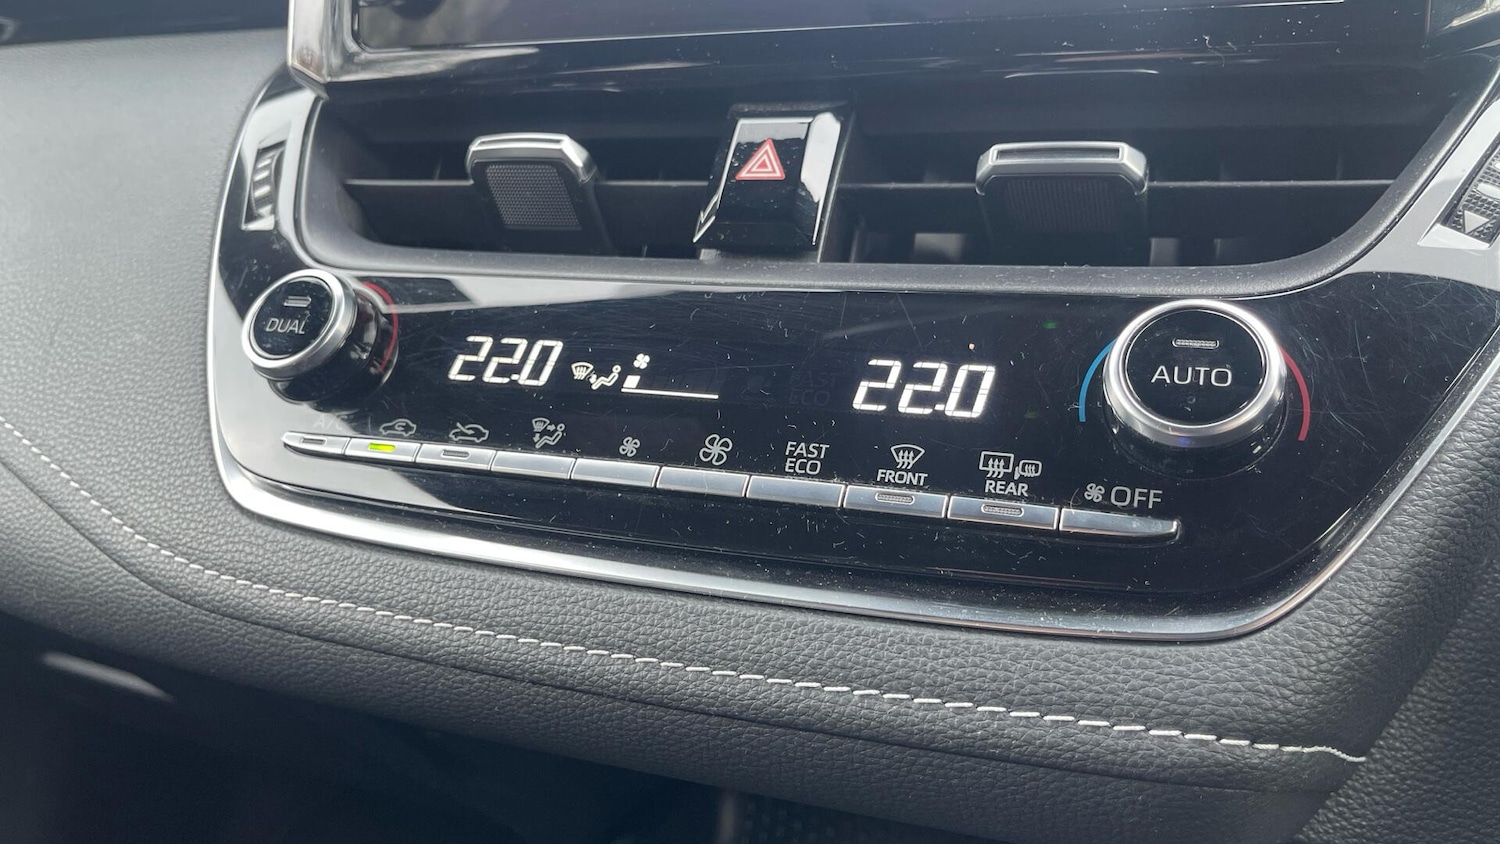 DUAL
22.0
22.0
AUTO
FAST
ECO
FRONT
REAR
OFF